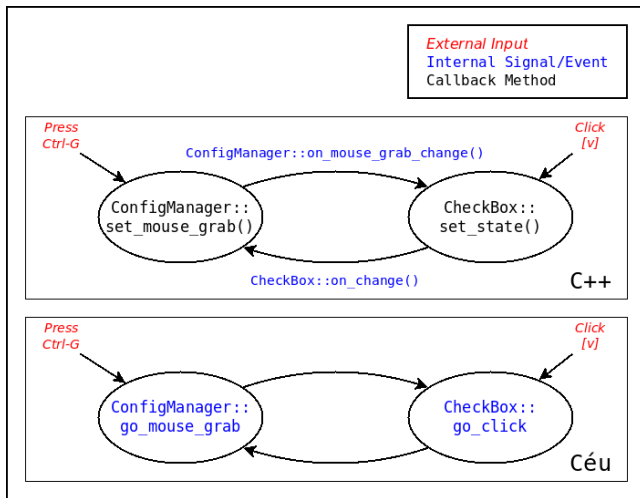 External Input
Internal Signal/Event
Callback Method
Press
Ctrl-G
Click
[v]
ConfigManager::on_mouse_grab_change()
ConfigManager::
set_mouse_grab()
CheckBox::
set_state()
CheckBox::on_change()
C++
Press
Ctrl-G
Click
[v]
ConfigManager::
go_mouse_grab
CheckBox::
go_click
Céu